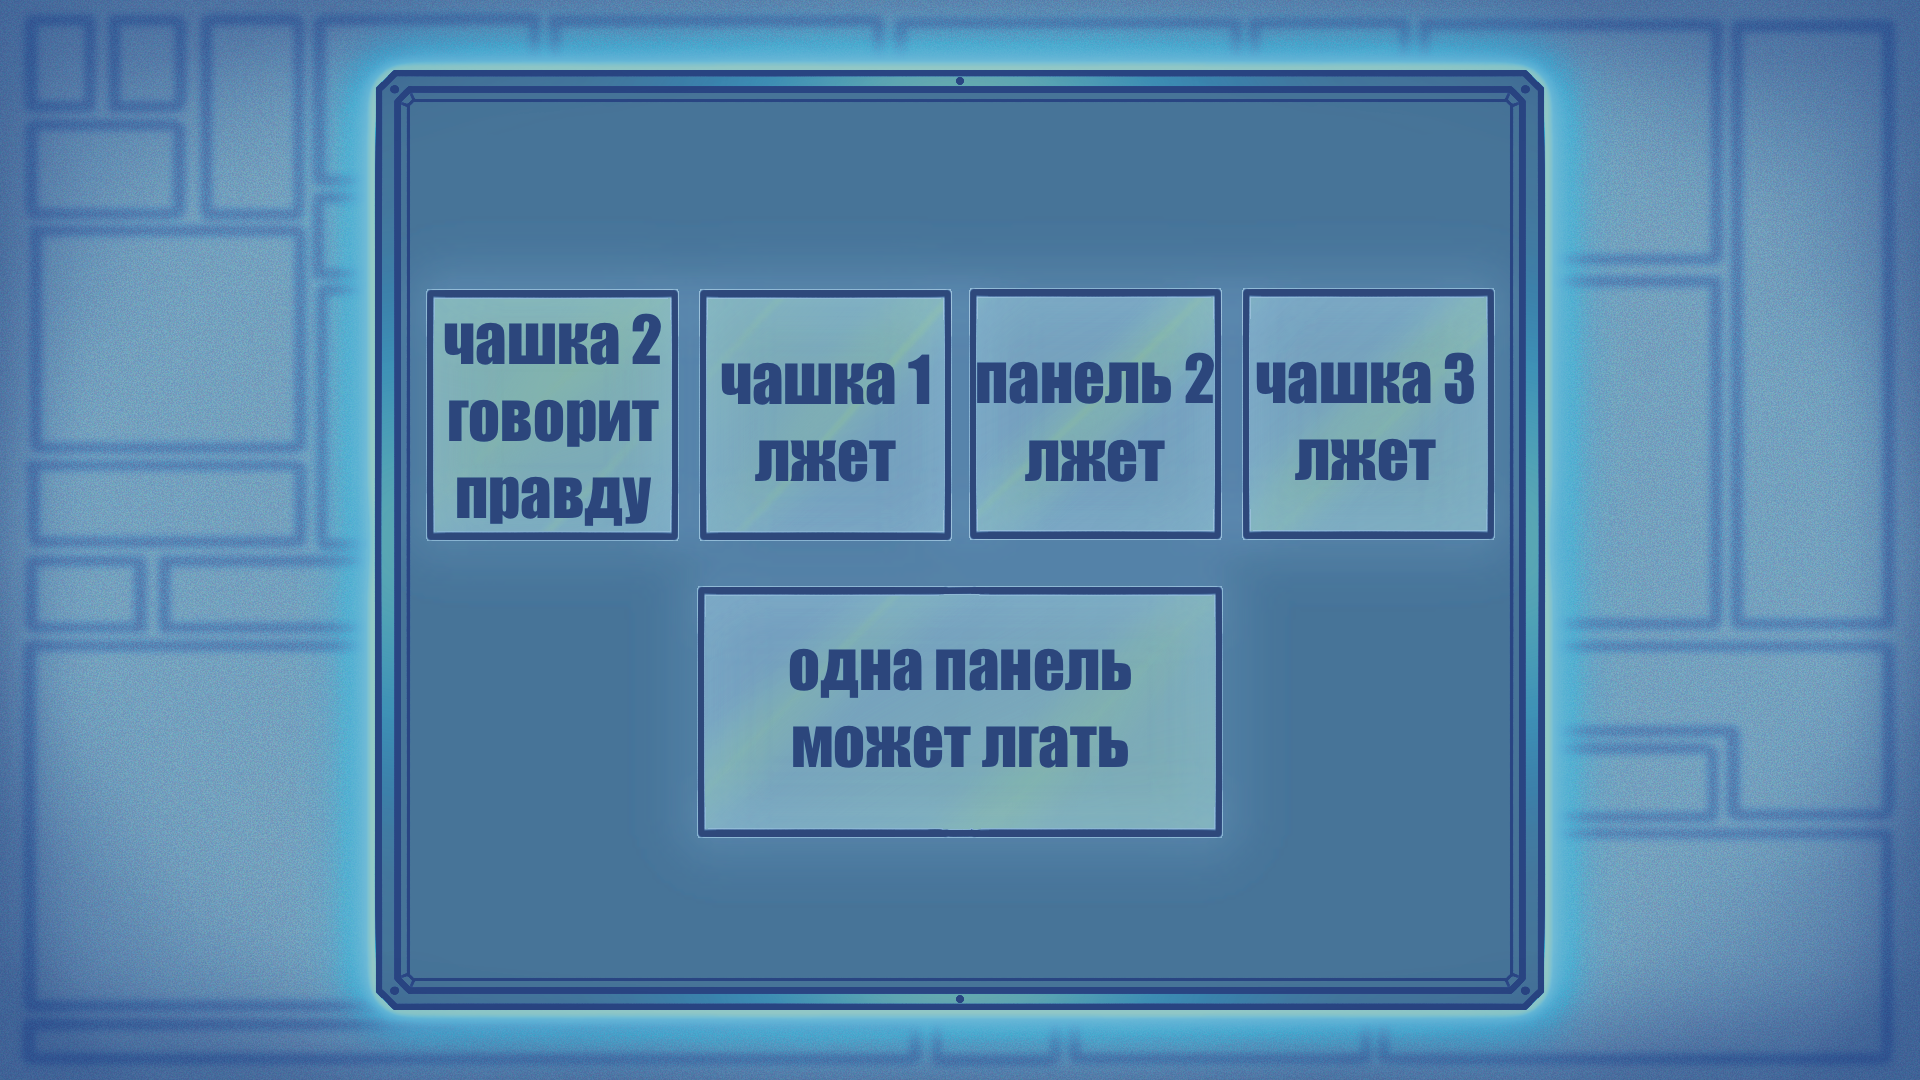 чашка 2
говорит
правду
чашка 1
лжет
панель 2
лжет
чашка 3
лжет
одна панель
может лгать